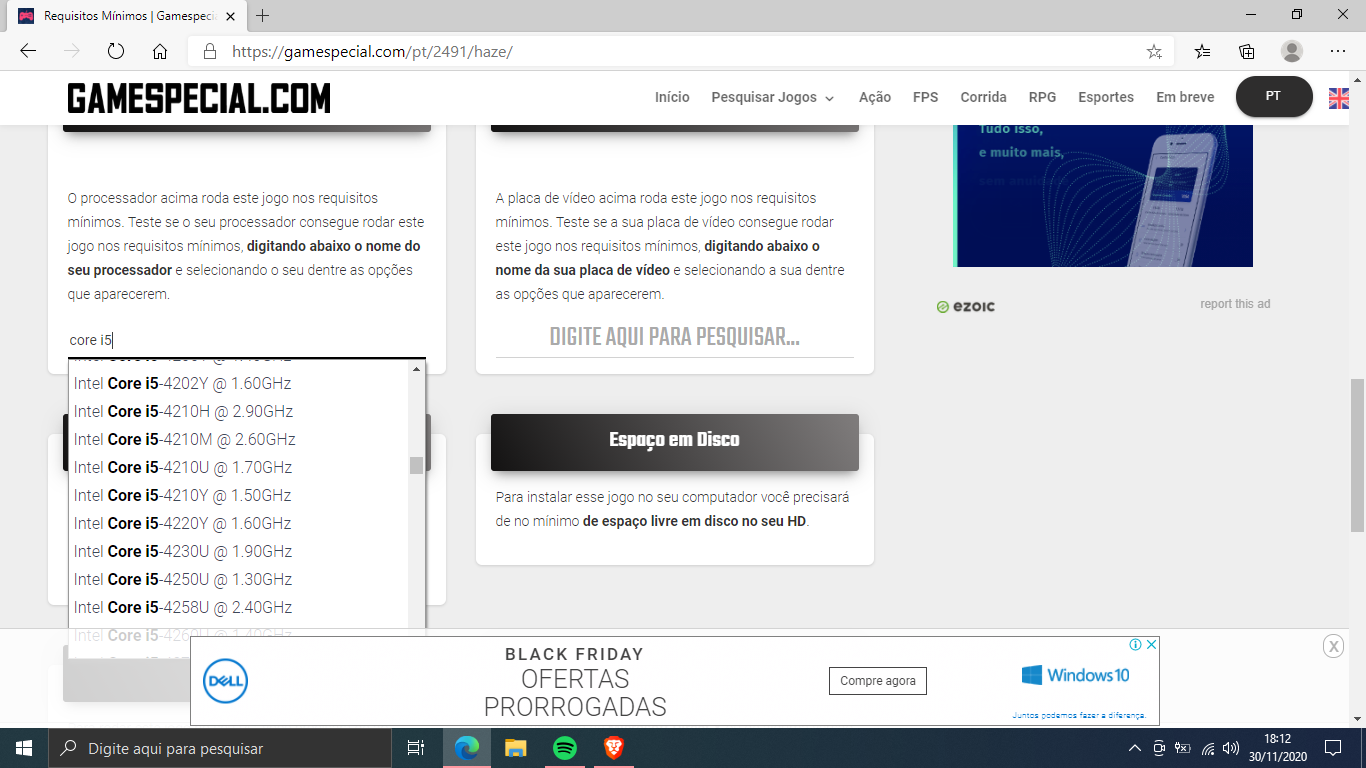 Requisitos Mínimos | Gamespecia
https://gamespecial.com/pt/2491/haze/
GAMESPECIAL.COM
Início Pesquisar Jogos Ação FPS Corrida RPG Esportes Em breve PT
O processador acima roda este jogo nos requisitos
mínimos. Teste se o seu processador consegue rodar este
jogo nos requisitos mínimos, digitando abaixo o nome do
seu processador e selecionando o seu dentre as opções
que aparecerem.
core i5
Intel Core i5-4202Y @ 1.60GHz
Intel Core i5-4210H @ 2.90GHz
Intel Core i5-4210M @ 2.60GHz
Intel Core i5-4210U @ 1.70GHz
Intel Core i5-4210Y @ 1.50GHz
Intel Core i5-4220Y @ 1.60GHz
Intel Core i5-4230U @ 1.90GHz
Intel Core i5-4250U @ 1.30GHz
Intel Core i5-4258U @ 2.40GHz
Intel Core i5-4260U @ 1.40GHz
A placa de vídeo acima roda este jogo nos requisitos
mínimos. Teste se a sua placa de vídeo consegue rodar
este jogo nos requisitos mínimos, digitando abaixo o
nome da sua placa de vídeo e selecionando a sua dentre
as opções que aparecerem.
DIGITE AQUI PARA PESQUISAR...
Espaço em Disco
Para instalar esse jogo no seu computador você precisará
de no mínimo de espaço livre em disco no seu HD.
Tudo isso,
e muito mais,
ezoic
report this ad
DELL
BLACK FRIDAY
OFERTAS
PRORROGADAS
Compre agora
Windows 10
Juntos podemos fazer a diferença.
X
Digite aqui para pesquisar
18:12
30/11/2020